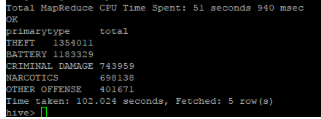 Total MapReduce CPU Time Spent: 51 seconds 940 msec
OK
primarytype     total
THEFT   1354011
BATTERY 1183329
CRIMINAL DAMAGE 743959
NARCOTICS       698138
OTHER OFFENSE   401671
Time taken: 102.024 seconds, Fetched: 5 row(s)
hive>